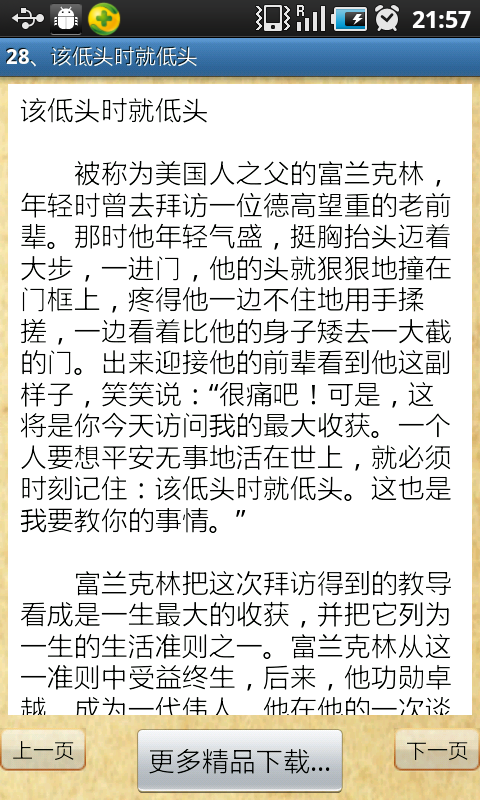 R
21:57
28、该低头时就低头
该低头时就低头
被称为美国人之父的富兰克林，
年轻时曾去拜访一位德高望重的老前
辈。那时他年轻气盛，挺胸抬头迈着
大步，一进门，他的头就狠狠地撞在
门框上，疼得他一边不住地用手揉
搓，一边看着比他的身子矮去一大截
的门。出来迎接他的前辈看到他这副
样子，笑笑说：“很痛吧！可是，这
将是你今天访问我的最大收获。一个
人要想平安无事地活在世上，就必须
时刻记住：该低头时就低头。这也是
我要教你的事情。”
富兰克林把这次拜访得到的教导
看成是一生最大的收获，并把它列为
一生的生活准则之一。富兰克林从这
一准则中受益终生，后来，他功勋卓
越，成为一代伟人，他在他的一次谈
上一页
更多精品下载...
下一页